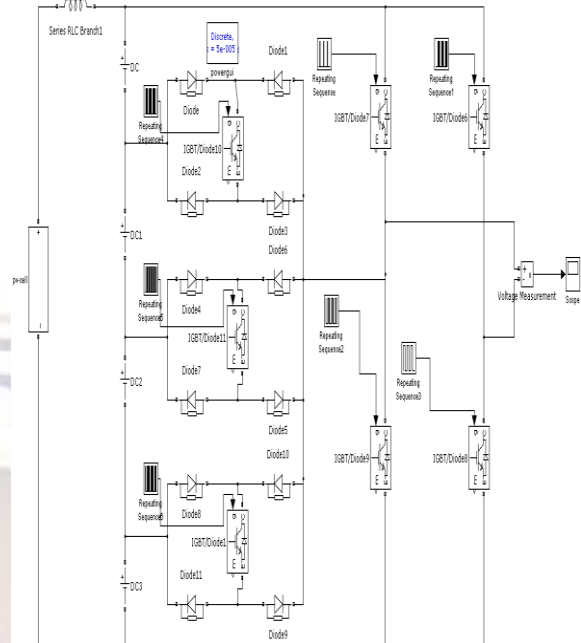 Series RLC Branch1
DC
Discrete,
s = 5e-005 s
powergui
Diode1
Repeating
Sequence
Repeating
Sequence1
Diode
Repeating
Sequence4
IGBT/Diode10
IGBT/Diode7
IGBT/Diode6
Diode2
Diode3
DC1
Diode6
pv-cell
Voltage Measurement
Scope
Repeating
Diode4
IGBT/Diode11
Repeating
Sequence2
Diode7
Repeating
Sequence3
DC2
Diode5
Diode10
IGBT/Diode9
IGBT/Diode8
Repeating
Diode8
IGBT/Diode1
Diode11
DC3
Diode9